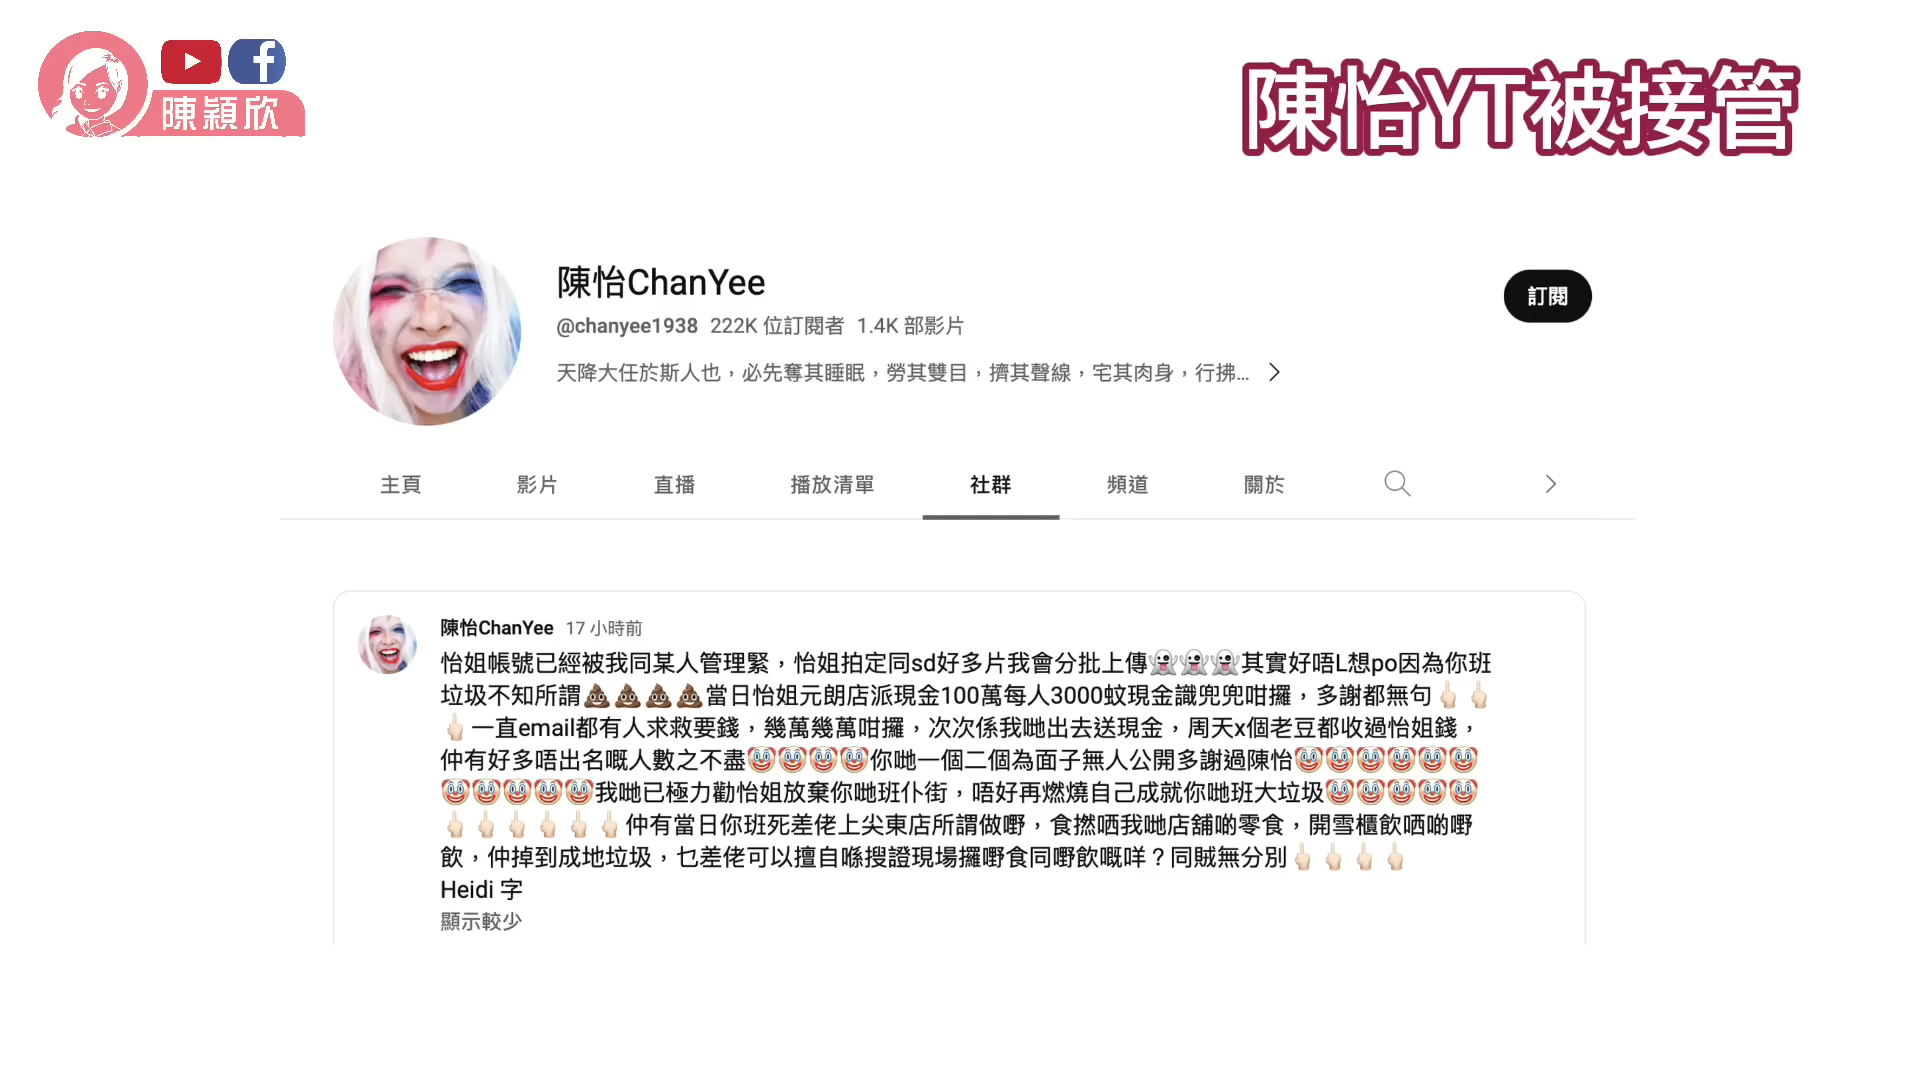 陳穎欣
陳怡YT被接管
陳怡ChanYee
@chanyee1938 222K 位訂閱者 1.4K 部影片
訂閱
天降大任於斯人也，必先奪其睡眠，勞其雙目，擠其聲線，宅其肉身，行拂...
主頁 影片 直播 播放清單 社群 頻道 關於
陳怡ChanYee 17 小時前
怡姐帳號已經被我同某人管理緊，怡姐拍定同sd好多片我會分批上傳👻👻👻其實好唔L想po因為你班
垃圾不知所謂💩💩💩💩當日怡姐元朗店派現金100萬每人3000蚊現金識兜兜咁攞，多謝都無句🖕🏻🖕🏻
🖕🏻一直email都有人求救要錢，幾萬幾萬咁攞，次次係我哋出去送現金，周天x個老豆都收過怡姐錢，
仲有好多唔出名嘅人數之不盡🤡🤡🤡🤡你哋一個二個為面子無人公開多謝過陳怡🤡🤡🤡🤡🤡🤡
🤡🤡🤡🤡🤡我哋已極力勸怡姐放棄你哋班仆街，唔好再燃燒自己成就你哋班大垃圾🤡🤡🤡🤡🤡
🖕🏻🖕🏻🖕🏻🖕🏻🖕🏻🖕🏻仲有當日你班死差佬上尖東店所謂做嘢，食撚哂我哋店舖啲零食，開雪櫃飲哂啲嘢
飲，仲掉到成地垃圾，乜差佬可以擅自喺搜證現場攞嘢食同嘢飲嘅咩？同賊無分別🖕🏻🖕🏻🖕🏻🖕🏻
Heidi 字
顯示較少